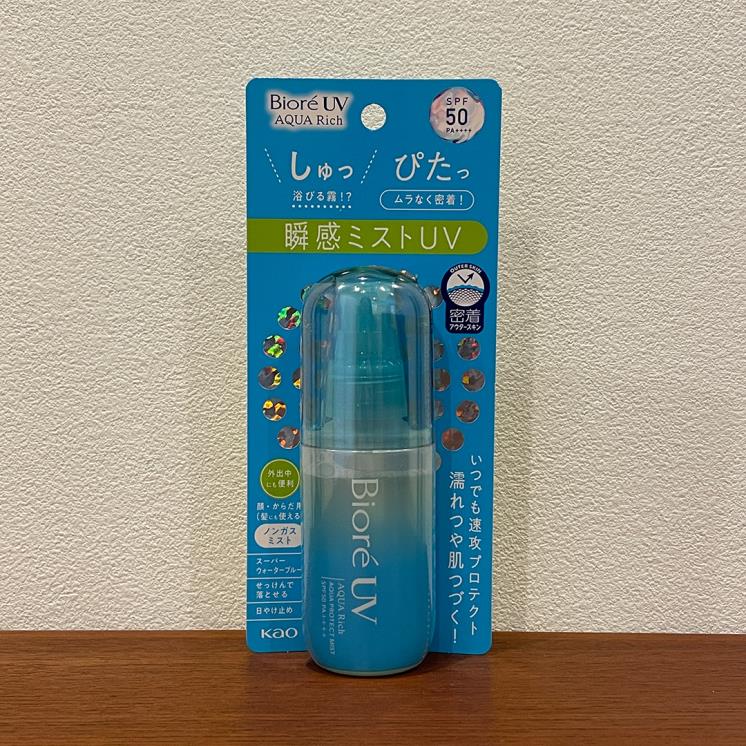 Bioré UV
AQUA Rich
SPF
50
PA++++
しゅっ
浴びる霧!?
ぴたっ
ムラなく密着!
瞬感ミストUV
OUTER SKIN
密着
アウタースキン
外出中
にも便利
顔・からだ用
(髪にも使える)
ノンガス
ミスト
スーパー
ウォーターブルー
せっけんで
落とせる
日やけ止め
Kao
いつでも速攻プロテクト
濡れつや肌つづく!
Bioré UV
AQUA Rich
AQUA PROTECT MIST
SPF50 PA++++